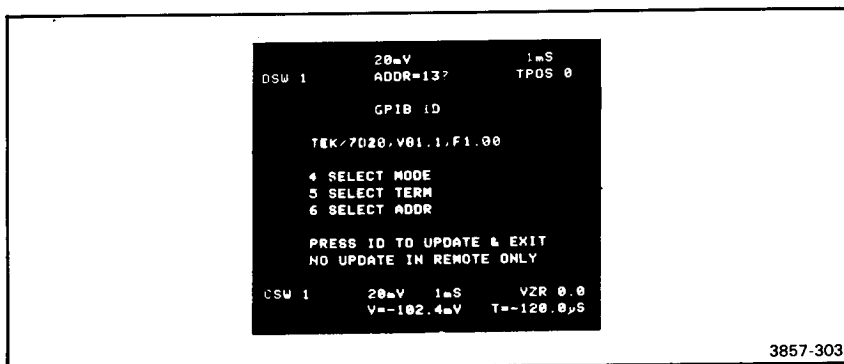 20mV 1mS
DSW 1 ADDR=13? TPOS 0
GPIB ID
TEK/7D20,V81.1,F1.00
4 SELECT MODE
5 SELECT TERM
6 SELECT ADDR
PRESS ID TO UPDATE & EXIT
NO UPDATE IN REMOTE ONLY
CSW 1 20mV 1mS VZR 0.0
V=-102.4mV T=-120.0µS
3857-303